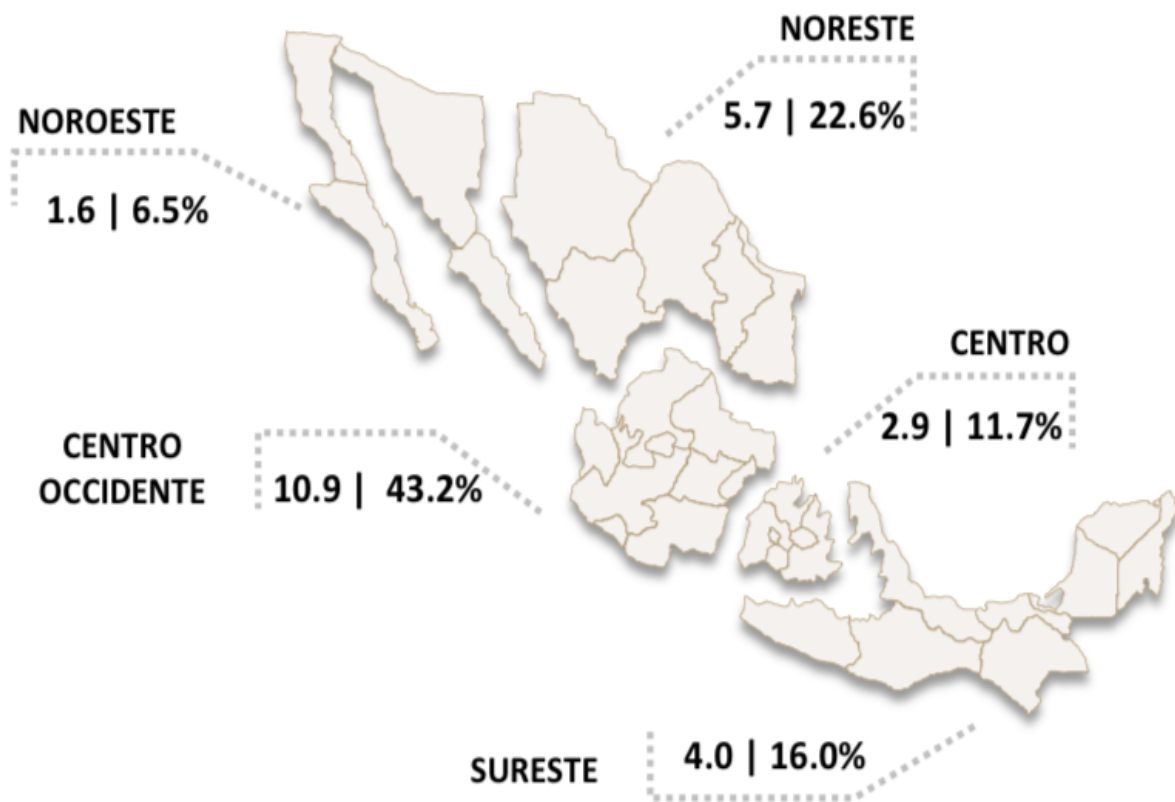 NORESTE
5.7 | 22.6%
NOROESTE
1.6 | 6.5%
CENTRO
2.9 | 11.7%
CENTRO
OCCIDENTE
10.9 | 43.2%
SURESTE
4.0 | 16.0%